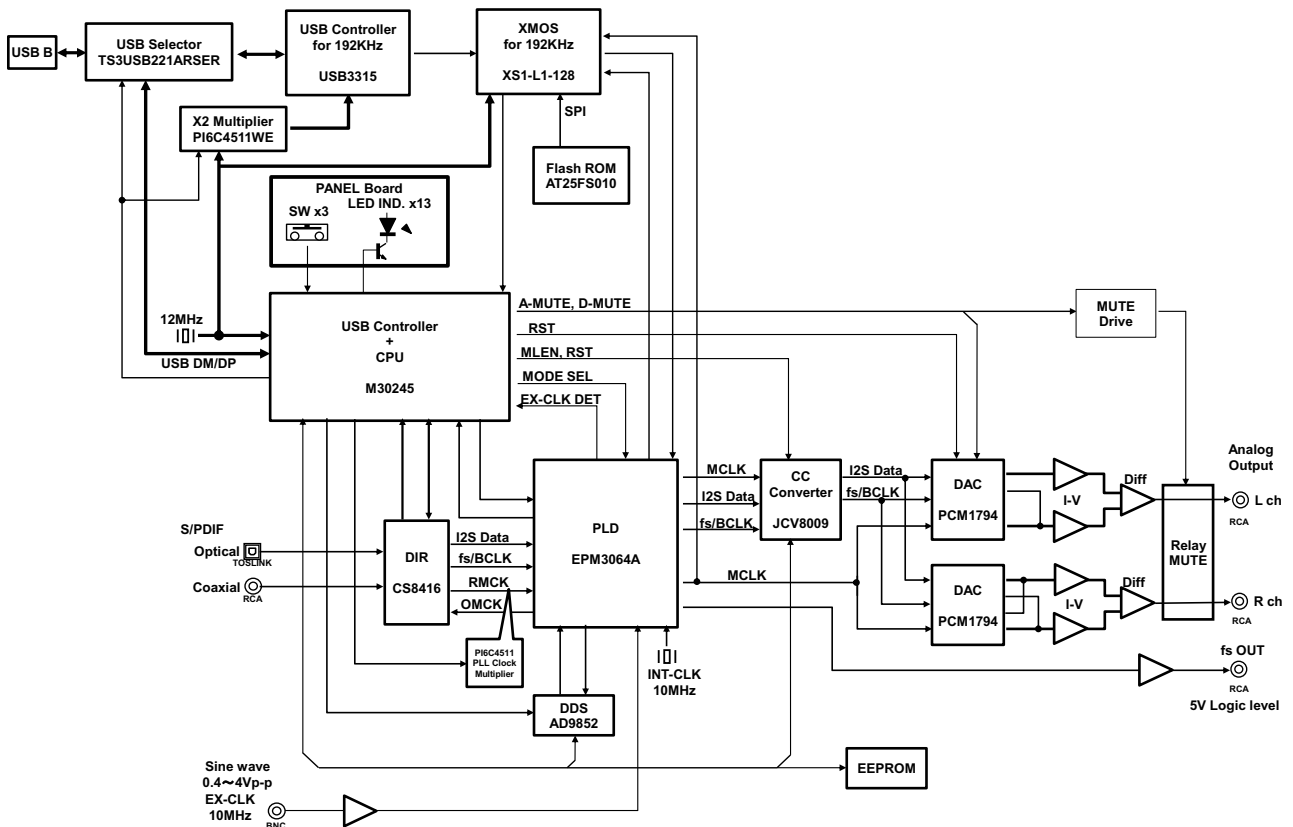 USB B
USB Selector
TS3USB221ARSER
USB Controller
for 192KHz
USB3315
XMOS
for 192KHz
XS1-L1-128
X2 Multiplier
PI6C4511WE
SPI
Flash ROM
AT25FS010
PANEL Board
LED IND. x13
SW x3
12MHz
USB DM/DP
USB Controller
+
CPU
M30245
A-MUTE, D-MUTE
RST
MLEN, RST
MODE SEL
EX-CLK DET
MUTE
Drive
S/PDIF
Optical
TOSLINK
Coaxial
RCA
DIR
CS8416
I2S Data
fs/BCLK
RMCK
OMCK
PI6C4511
PLL Clock
Multiplier
PLD
EPM3064A
INT-CLK
10MHz
DDS
AD9852
MCLK
I2S Data
fs/BCLK
MCLK
CC
Converter
JCV8009
I2S Data
fs/BCLK
DAC
PCM1794
I-V
Diff
DAC
PCM1794
I-V
Diff
Relay
MUTE
Analog
Output
L ch
RCA
R ch
RCA
fs OUT
RCA
5V Logic level
EEPROM
Sine wave
0.4～4Vp-p
EX-CLK
10MHz
BNC